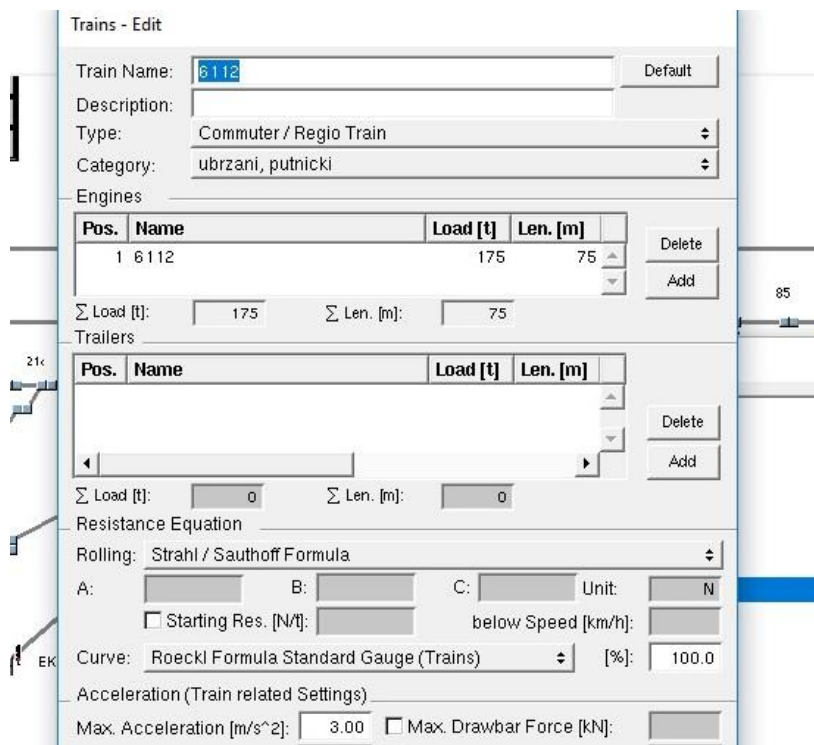 Trains - Edit
Train Name: 6112 Default
Description:
Type: Commuter / Regio Train
Category: ubrzani, putnicki
Engines
Pos. Name Load [t] Len. [m]
1 6112 175 75
Delete
Add
∑ Load [t]: 175 ∑ Len. [m]: 75
85
Trailers
21c
Pos. Name Load [t] Len. [m]
Delete
Add
∑ Load [t]: 0 ∑ Len. [m]: 0
Resistance Equation
Rolling: Strahl / Sauthoff Formula
A: B: C: Unit: N
Starting Res. [N/t]: below Speed [km/h]:
EK
Curve: Roeckl Formula Standard Gauge (Trains) [%]: 100.0
Acceleration (Train related Settings)
Max. Acceleration [m/s^2]: 3.00 Max. Drawbar Force [kN]: